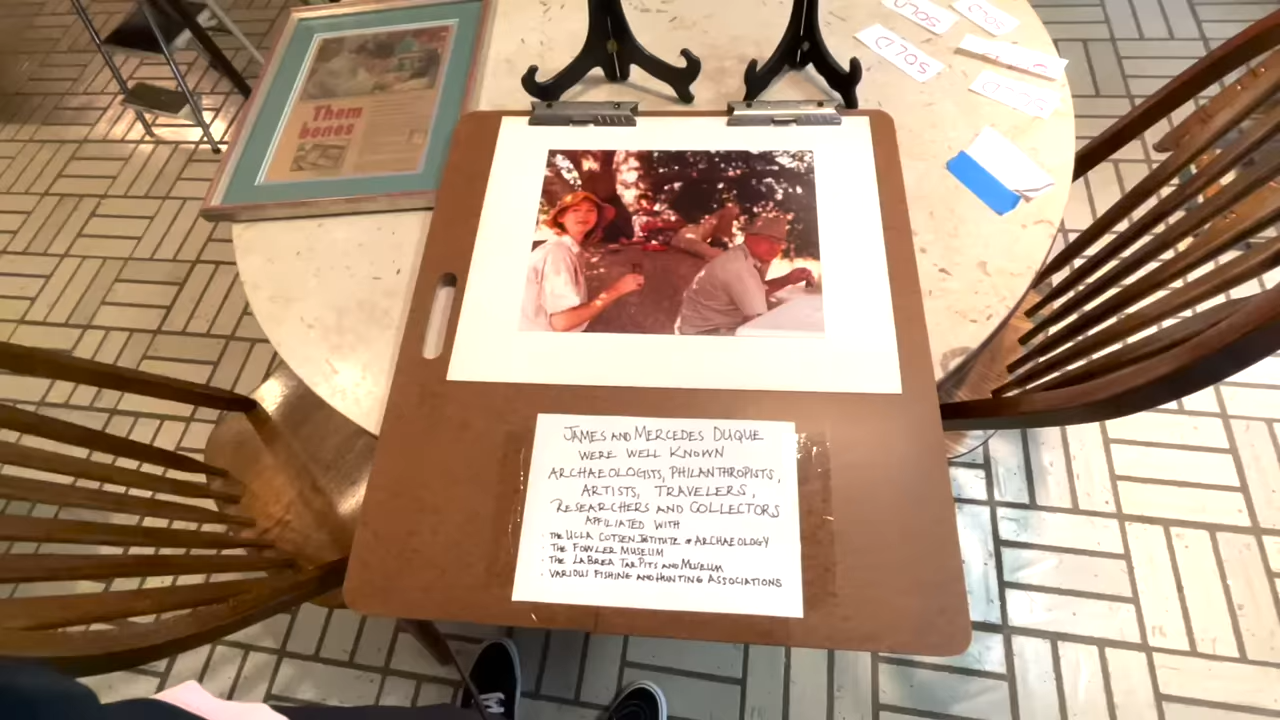 Them
bones
SOLD
SOLD
SOLD
SOLD
JAMES AND MERCEDES DUQUE
WERE WELL KNOWN
ARCHAEOLOGISTS, PHILANTHROPISTS,
ARTISTS, TRAVELERS,
RESEARCHERS AND COLLECTORS
AFFILIATED WITH
· THE UCLA COTSEN INSTITUTE OF ARCHAEOLOGY
· THE FOWLER MUSEUM
· THE LA BREA TAR PITS AND MUSEUM
· VARIOUS FISHING AND HUNTING ASSOCIATIONS